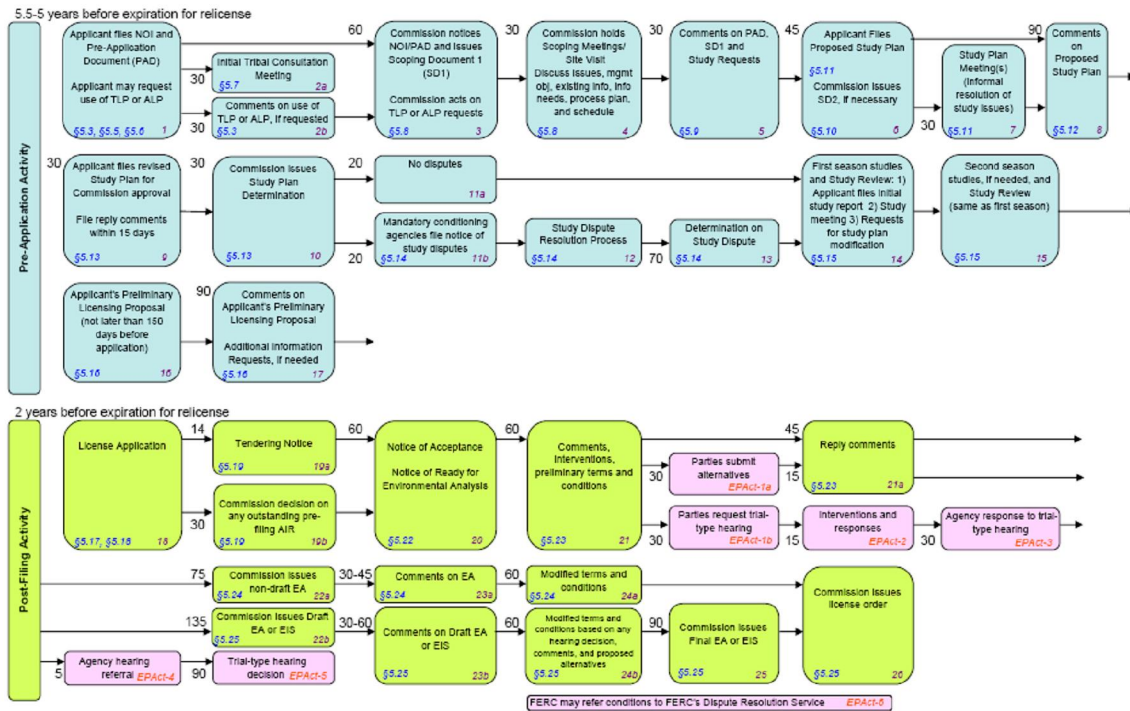 5.5-5 years before expiration for relicense
Pre-Application Activity
Applicant files NOI and
Pre-Application
Document (PAD)
Applicant may request
use of TLP or ALP
§5.3, §5.5, §5.6 1
30
Initial Tribal Consultation
Meeting
§5.7 2a
30
Comments on use of
TLP or ALP, if requested
§5.3 2b
60
Commission notices
NOI/PAD and issues
Scoping Document 1
(SD1)
Commission acts on
TLP or ALP requests
§5.8 3
30
Commission holds
Scoping Meetings/
Site Visit
Discuss issues, mgmt
obj, existing info, info
needs, process plan,
and schedule
§5.8 4
30
Comments on PAD,
SD1 and
Study Requests
§5.9 5
45
Applicant Files
Proposed Study Plan
§5.11
Commission issues
SD2, if necessary
§5.10 6
30
Study Plan
Meeting(s)
(informal
resolution of
study issues)
§5.11 7
90
Comments
on
Proposed
Study Plan
§5.12 8
30
Applicant files revised
Study Plan for
Commission approval
File reply comments
within 15 days
§5.13 9
30
Commission issues
Study Plan
Determination
§5.13 10
20
No disputes
11a
20
Mandatory conditioning
agencies file notice of
study disputes
§5.14 11b
Study Dispute
Resolution Process
§5.14 12
70
Determination on
Study Dispute
§5.14 13
First season studies
and Study Review: 1)
Applicant files initial
study report 2) Study
meeting 3) Requests
for study plan
modification
§5.15 14
Second season
studies, if needed, and
Study Review
(same as first season)
§5.15 15
Applicant's Preliminary
Licensing Proposal
(not later than 150
days before
application)
§5.16 16
90
Comments on
Applicant's Preliminary
Licensing Proposal
Additional Information
Requests, if needed
§5.16 17
2 years before expiration for relicense
Post-Filing Activity
License Application
§5.17, §5.18 18
14
Tendering Notice
§5.19 19a
30
Commission decision on
any outstanding pre-
filing AIR
§5.19 19b
60
Notice of Acceptance
Notice of Ready for
Environmental Analysis
§5.22 20
60
Comments,
interventions,
preliminary terms and
conditions
§5.23 21
30
Parties submit
alternatives
EPAct-1a
15
45
Reply comments
§5.23 21a
30
Parties request trial-
type hearing
EPAct-1b
15
Interventions and
responses
EPAct-2
30
Agency response to trial-
type hearing
EPAct-3
75
Commission issues
non-draft EA
§5.24 22a
30-45
Comments on EA
§5.24 23a
60
Modified terms and
conditions
§5.24 24a
135
Commission Issues Draft
EA or EIS
§5.25 22b
30-60
Comments on Draft EA
or EIS
§5.25 23b
60
Modified terms and
conditions based on any
hearing decision,
comments, and proposed
alternatives
§5.25 24b
90
Commission issues
Final EA or EIS
§5.25 25
Commission issues
license order
§5.25 26
5
Agency hearing
referral EPAct-4
90
Trial-type hearing
decision EPAct-5
FERC may refer conditions to FERC's Dispute Resolution Service EPAct-6